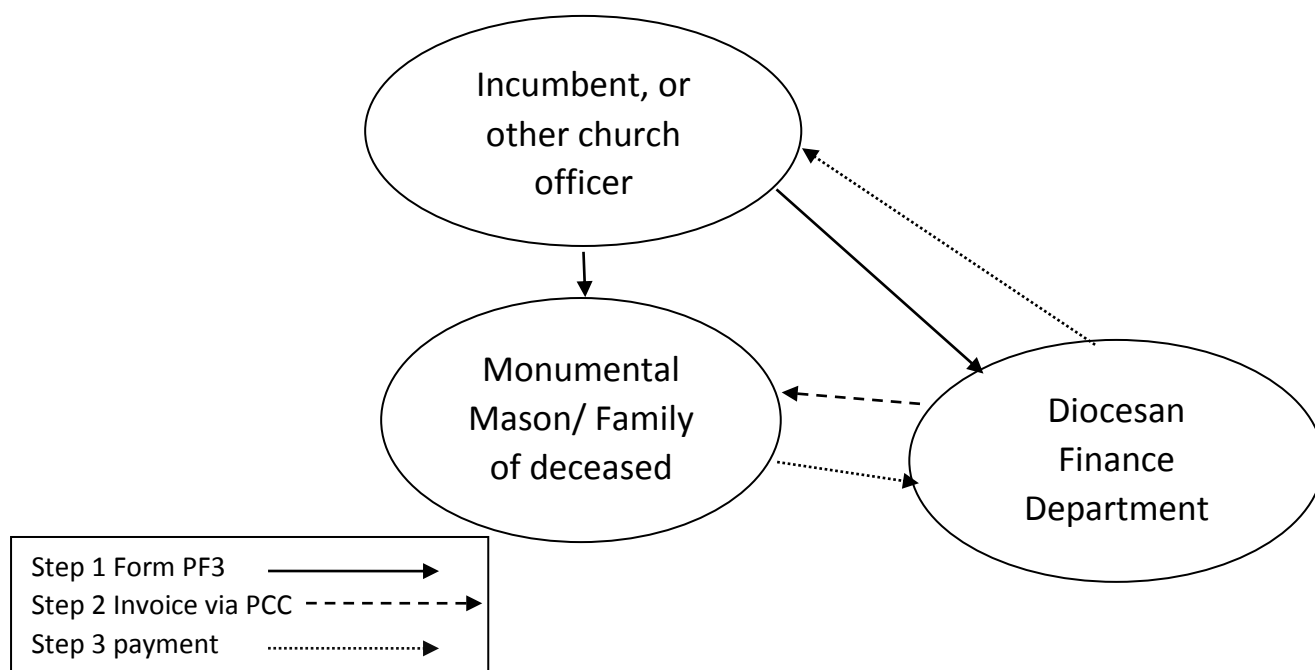 Incumbent, or
other church
officer
Monumental
Mason/ Family
of deceased
Diocesan
Finance
Department
Step 1 Form PF3
Step 2 Invoice via PCC
Step 3 payment